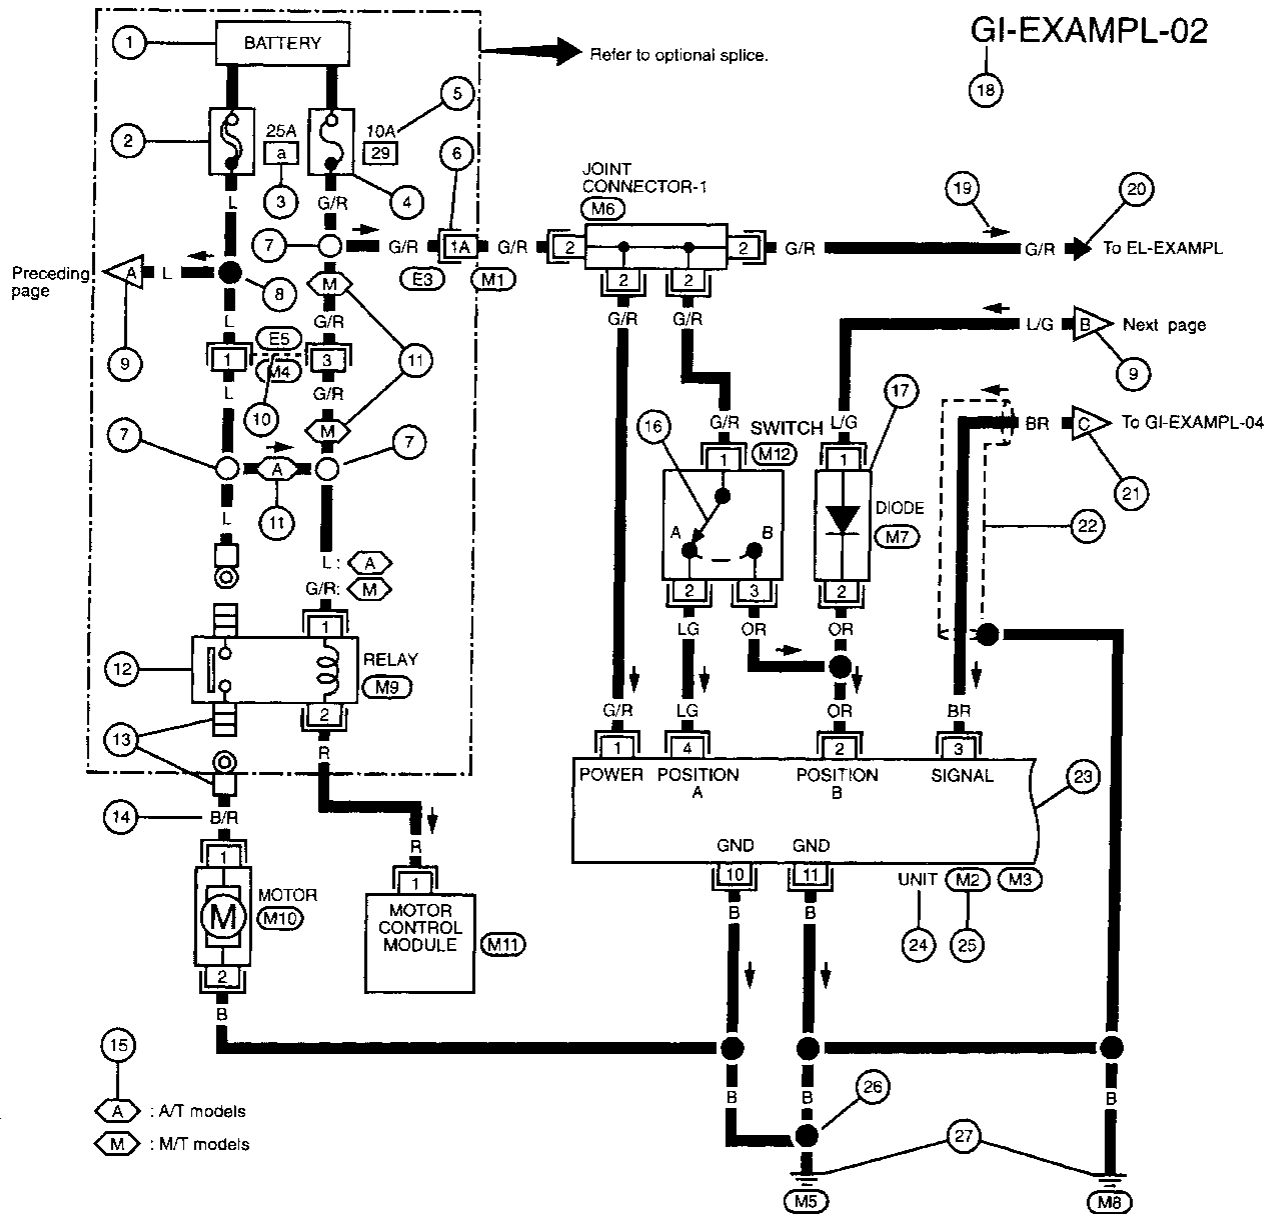 GI-EXAMPL-02
18
1
BATTERY
Refer to optional splice.
2
25A
a
3
10A
29
5
4
6
L
G/R
7
G/R
1A
G/R
E3
M1
JOINT
CONNECTOR-1
M6
2
2
2
2
G/R
19
20
G/R
To EL-EXAMPL
Preceding
page
A
L
8
9
M
G/R
G/R
G/R
L/G
B
Next page
9
L
E5
1
3
M4
10
11
L
G/R
M
7
A
7
11
L
L : A
G/R: M
16
G/R
SWITCH
M12
1
A
B
2
3
17
L/G
1
DIODE
M7
2
BR
C
To GI-EXAMPL-04
21
22
LG
OR
OR
12
1
RELAY
M9
2
13
R
G/R
LG
OR
BR
1
4
2
3
POWER
POSITION
A
POSITION
B
SIGNAL
23
GND
GND
10
11
UNIT
M2
M3
24
25
14
B/R
1
M
MOTOR
M10
2
B
R
1
MOTOR
CONTROL
MODULE
M11
B
B
15
A : A/T models
M : M/T models
B
B
B
26
27
M5
M8